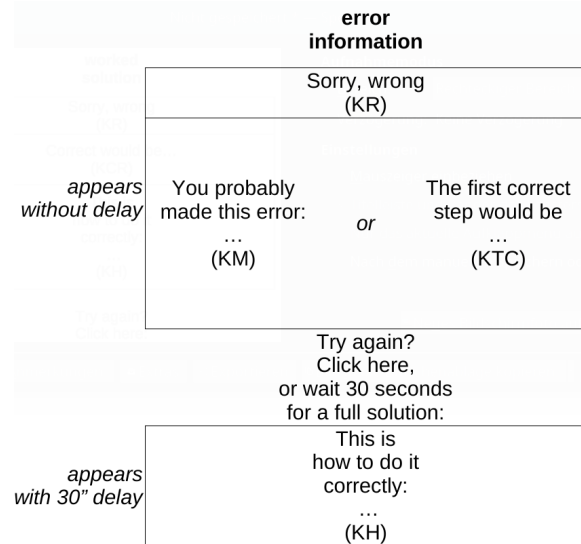 error
information
Sorry, wrong
(KR)
appears
without delay
You probably
made this error:
…
(KM)
or
The first correct
step would be
…
(KTC)
Try again?
Click here,
or wait 30 seconds
for a full solution:
appears
with 30” delay
This is
how to do it
correctly:
…
(KH)